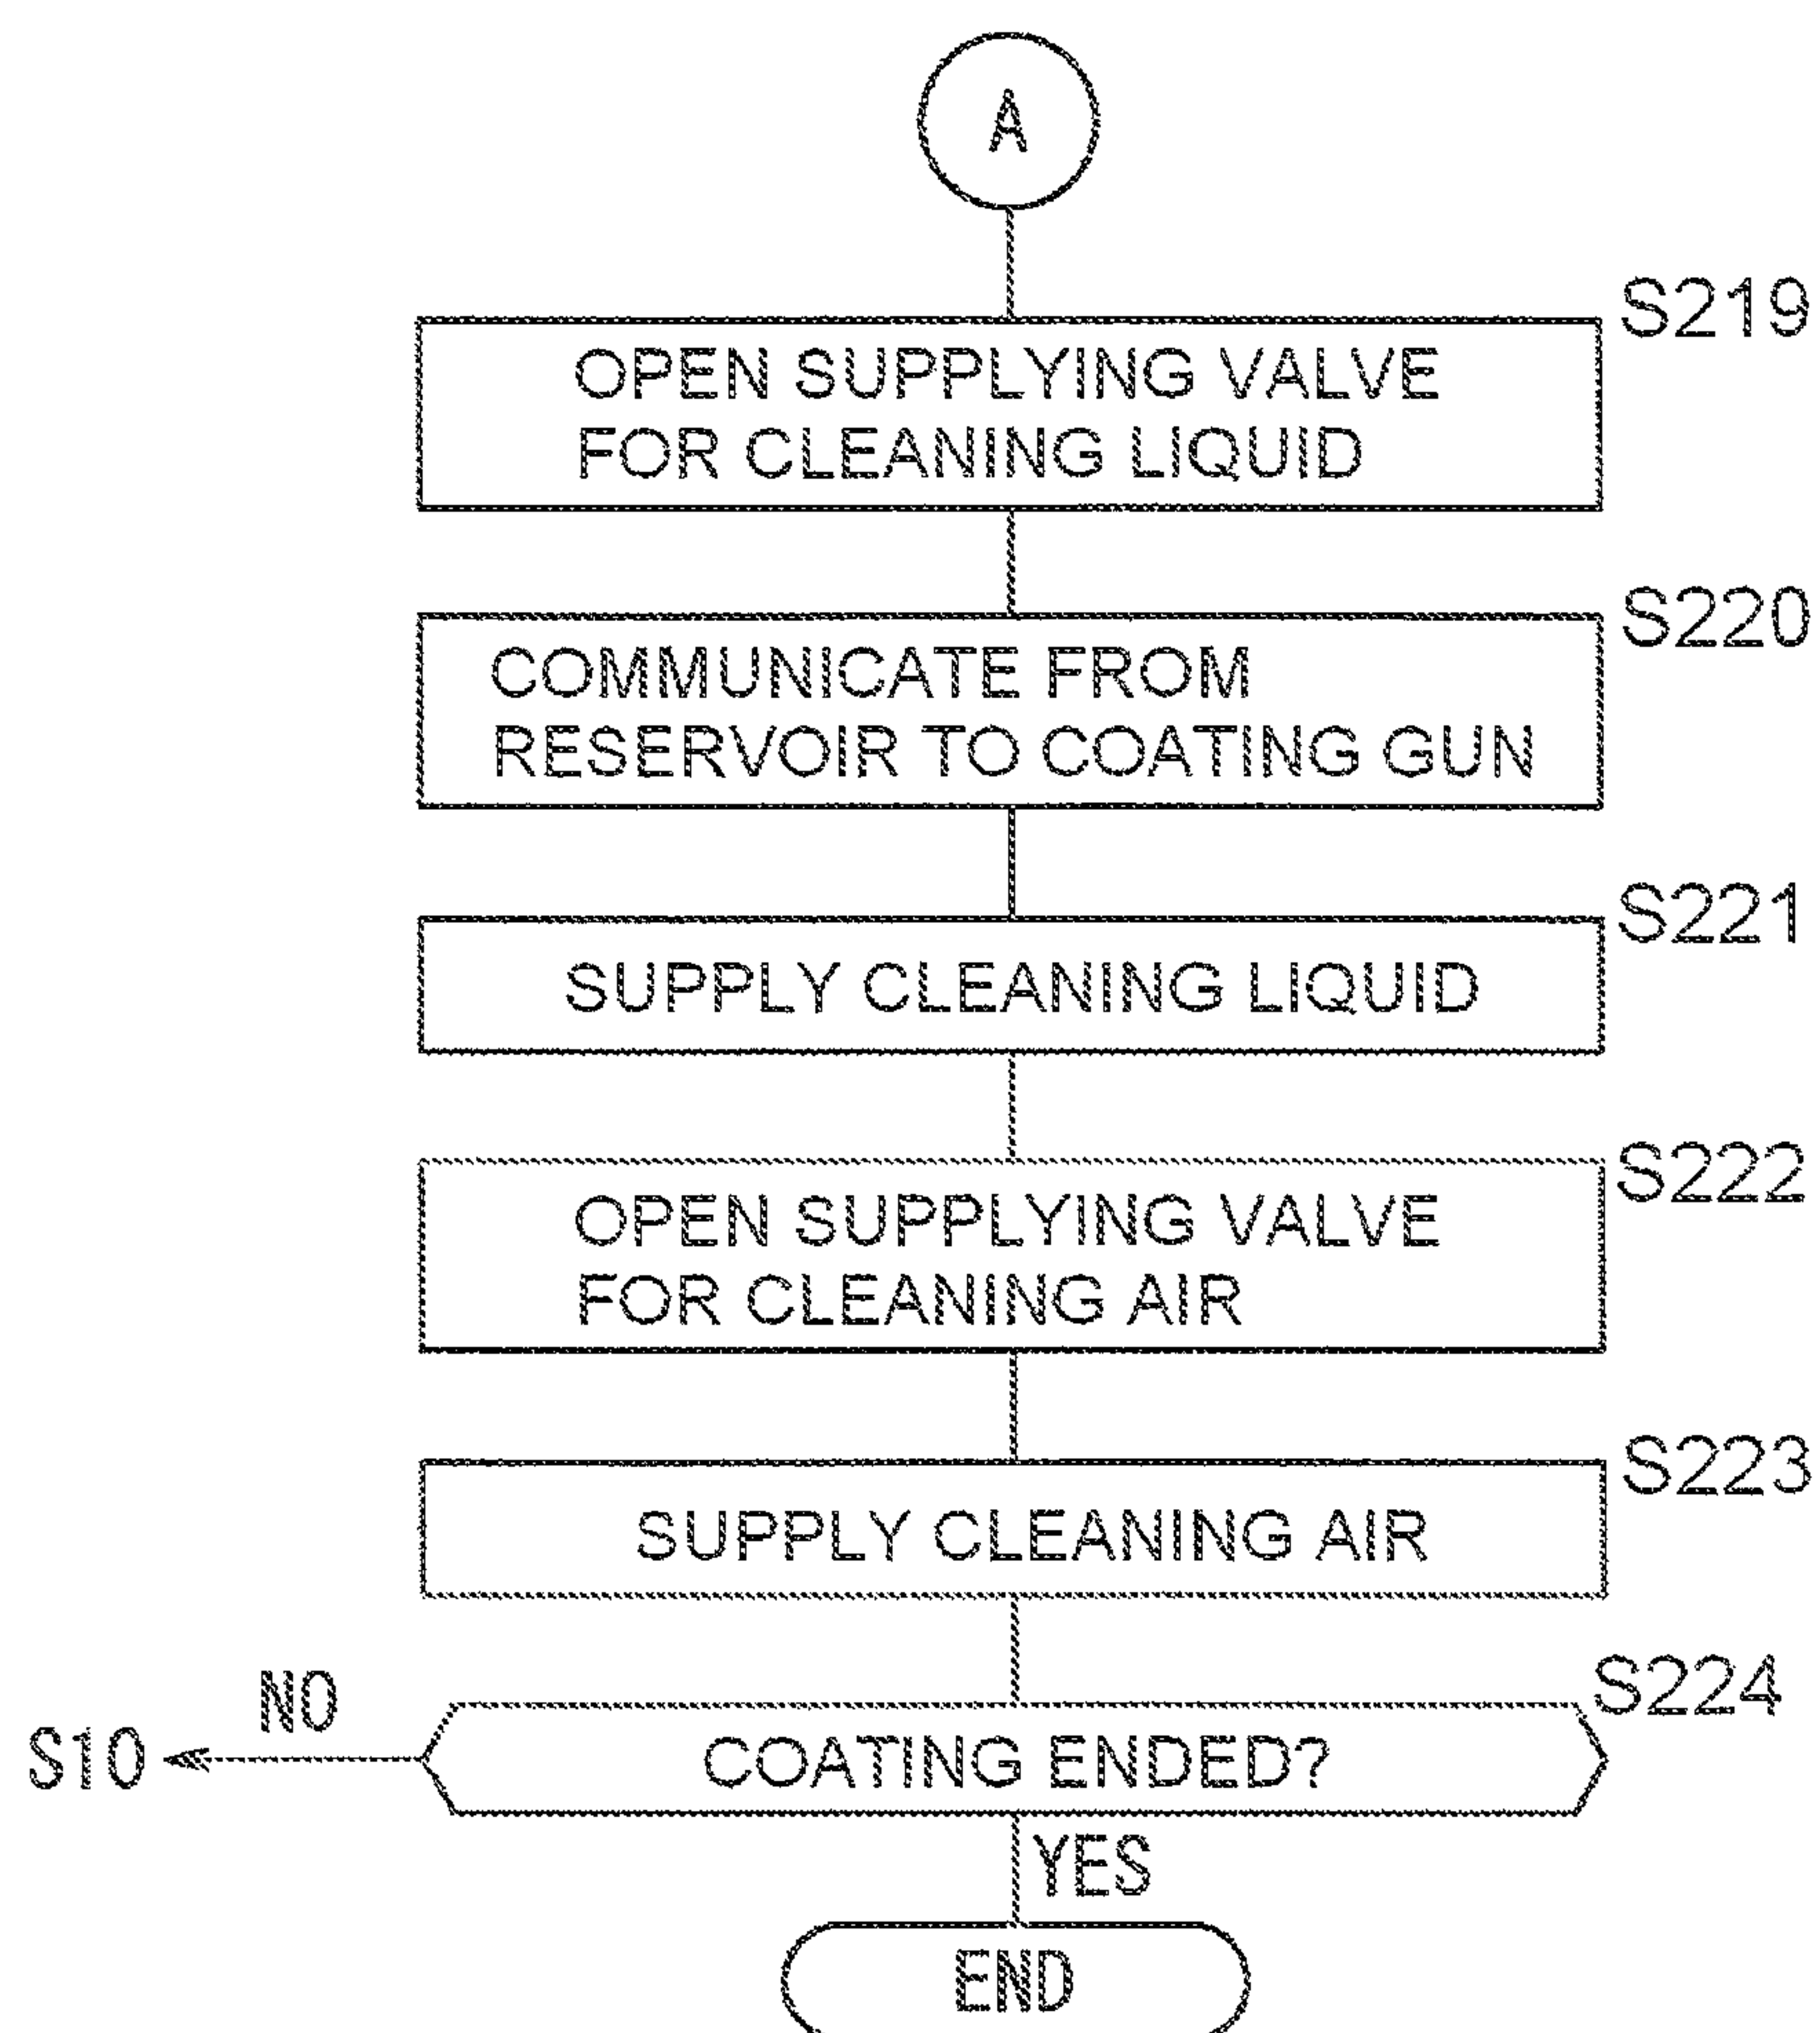 A
S219
OPEN SUPPLYING VALVE
FOR CLEANING LIQUID
S220
COMMUNICATE FROM
RESERVOIR TO COATING GUN
S221
SUPPLY CLEANING LIQUID
S222
OPEN SUPPLYING VALVE
FOR CLEANING AIR
S223
SUPPLY CLEANING AIR
S224
NO
S10
COATING ENDED?
YES
END